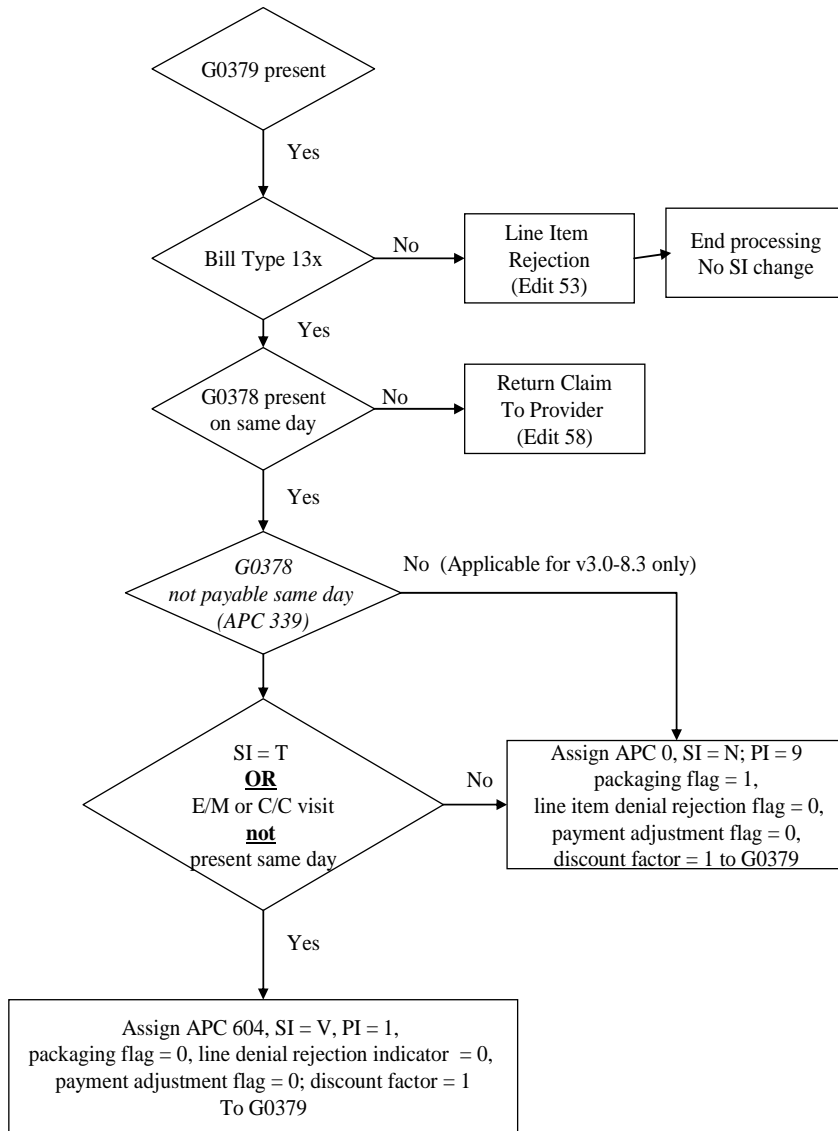 G0379 present
Yes
Bill Type 13x
No
Line Item
Rejection
(Edit 53)
End processing
No SI change
Yes
G0378 present
on same day
No
Return Claim
To Provider
(Edit 58)
Yes
G0378
not payable same day
(APC 339)
No (Applicable for v3.0-8.3 only)
SI = T
OR
E/M or C/C visit
not
present same day
No
Assign APC 0, SI = N; PI = 9
packaging flag = 1,
line item denial rejection flag = 0,
payment adjustment flag = 0,
discount factor = 1 to G0379
Yes
Assign APC 604, SI = V, PI = 1,
packaging flag = 0, line denial rejection indicator = 0,
payment adjustment flag = 0; discount factor = 1
To G0379